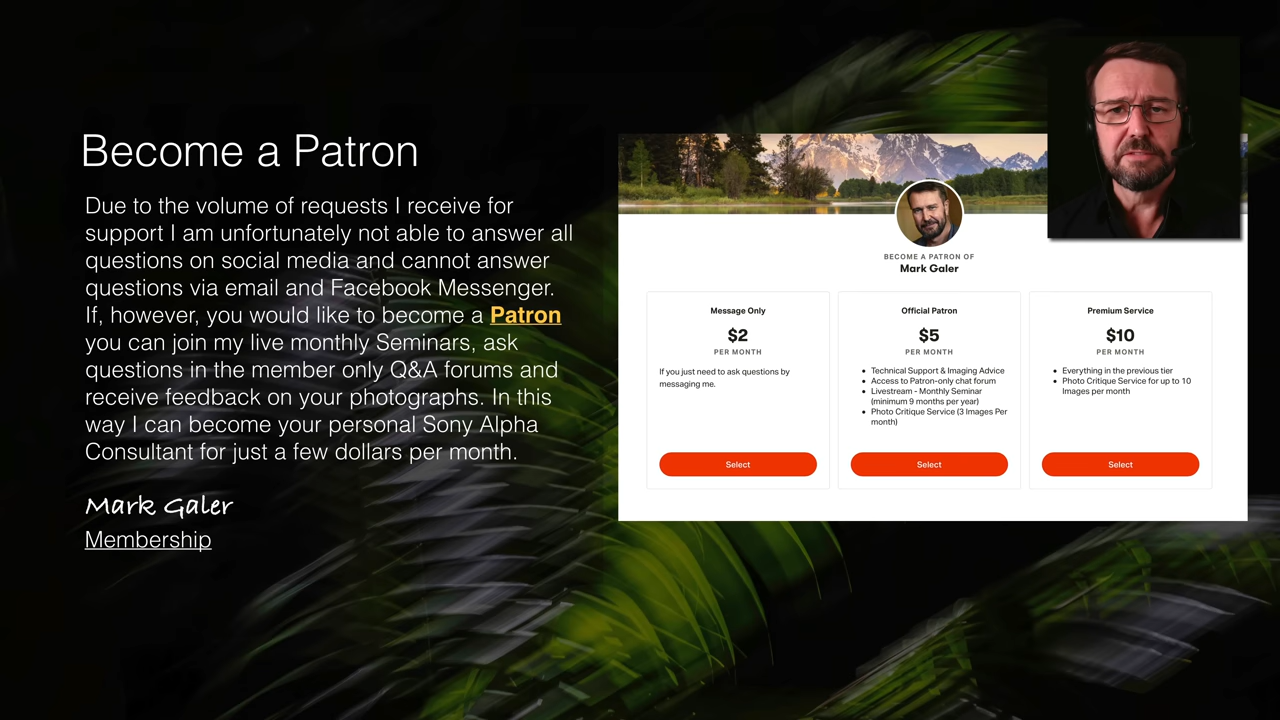 Become a Patron
Due to the volume of requests I receive for
support I am unfortunately not able to answer all
questions on social media and cannot answer
questions via email and Facebook Messenger.
If, however, you would like to become a Patron
you can join my live monthly Seminars, ask
questions in the member only Q&A forums and
receive feedback on your photographs. In this
way I can become your personal Sony Alpha
Consultant for just a few dollars per month.
Mark Galer
Membership
BECOME A PATRON OF
Mark Galer
Message Only
$2
PER MONTH
If you just need to ask questions by
messaging me.
Select
Official Patron
$5
PER MONTH
• Technical Support & Imaging Advice
• Access to Patron-only chat forum
• Livestream - Monthly Seminar
(minimum 9 months per year)
• Photo Critique Service (3 Images Per
month)
Select
Premium Service
$10
PER MONTH
• Everything in the previous tier
• Photo Critique Service for up to 10
Images per month
Select